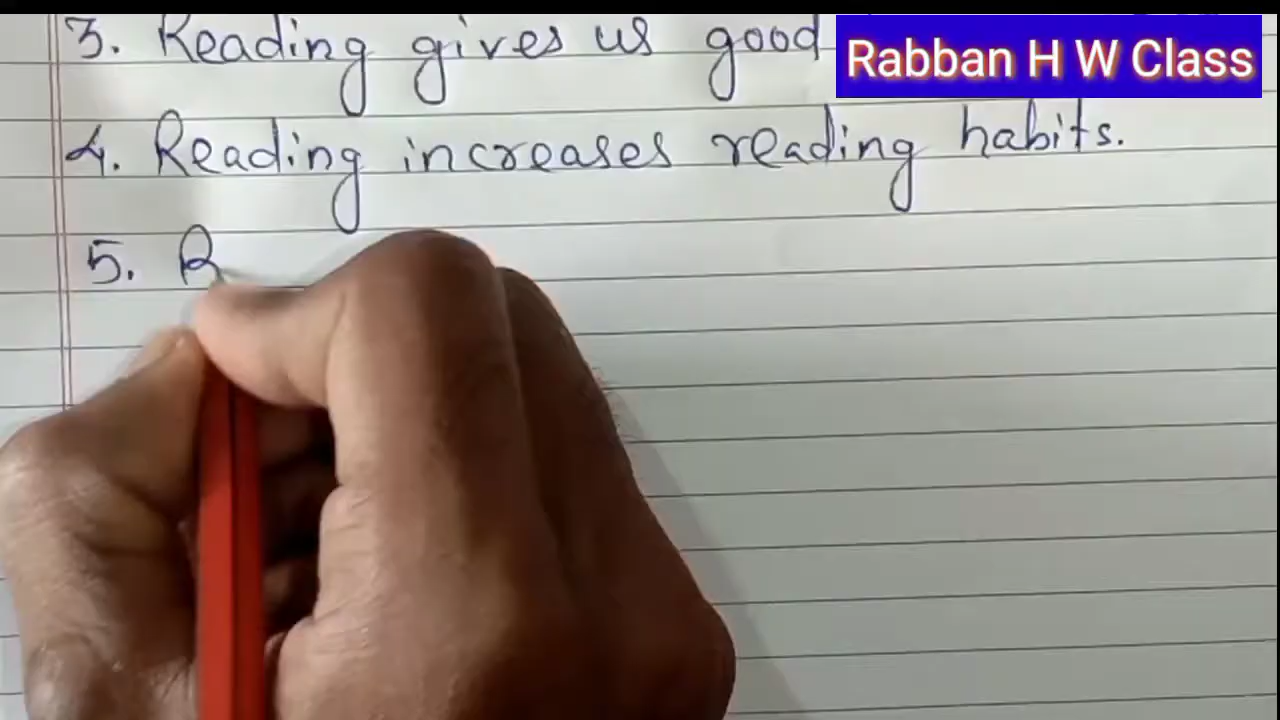 3. Reading gives us good
Rabban H W Class
4. Reading increases reading habits.
5. R